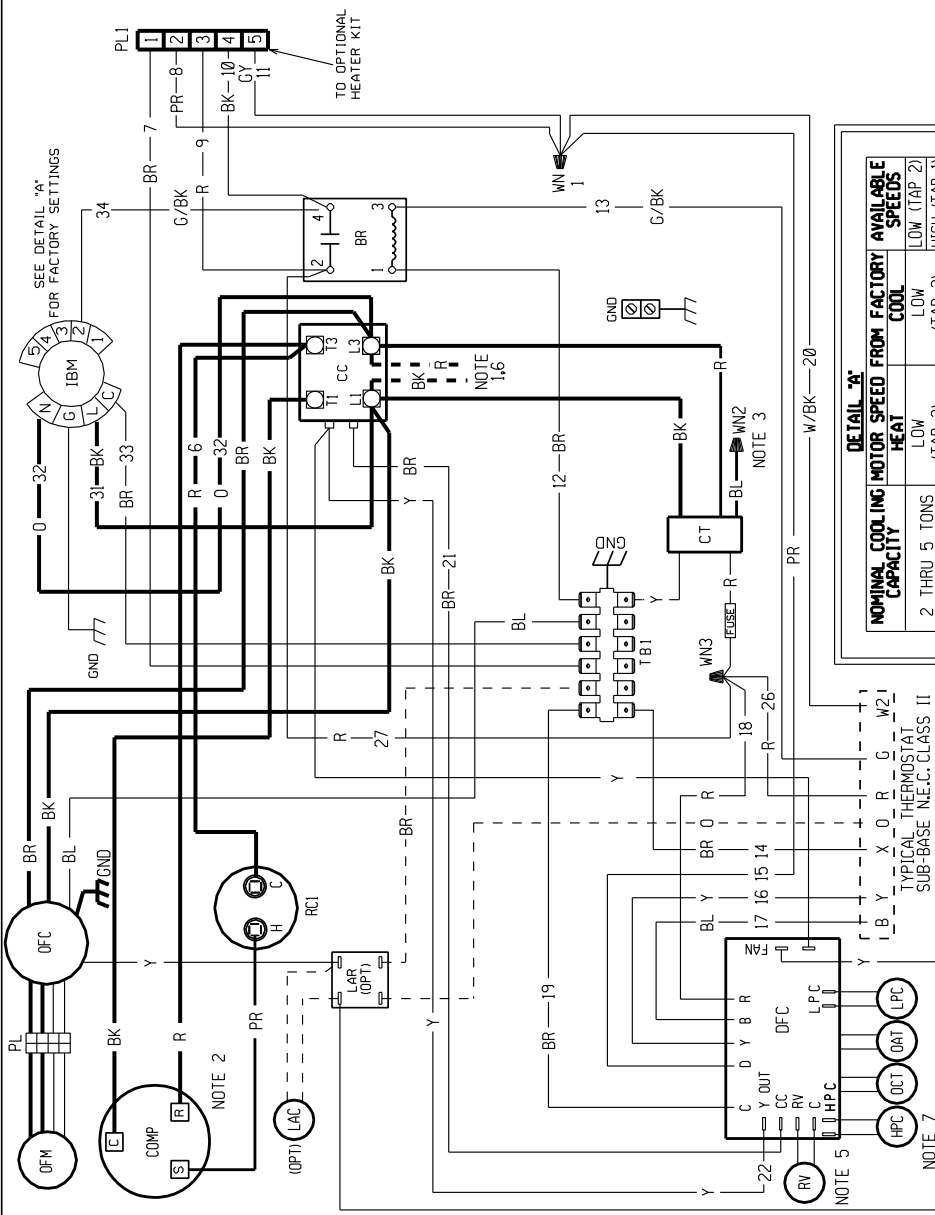 PL1
1
2
3
4
5
TO OPTIONAL
HEATER KIT
BR 7
PR 8
R 9
BK 10
GY 11
SEE DETAIL "A"
FOR FACTORY SETTINGS
34
G/BK
IBM
5
4
3
2
1
N
G
L
C
O 32
31 BK
BR 33
GND
R 6
O 32
BR
BK
4
2
BR
3
1
WN
1
13
G/BK
GND
T3
CC
L3
T1
L1
BK
R
NOTE
1,6
BR
Y
BR 21
BK
12 BR
BK
R
WN2
BL
NOTE 3
CT
W/BK 20
PR
GND
TB1
Y
R
FUSE
WN3
BL
R
27
BR
BK
BL
GND
OFC
PL
OFM
BK
R
PR
COMP
C
R
S
NOTE 2
RC1
C
H
Y
LAR
(OPT)
LAC
(OPT)
BR
Y
Y
BR 19
18
R 26
R
O
BR 14
15
Y 16
BL 17
B Y X O R G W2
TYPICAL THERMOSTAT
SUB-BASE N.E.C. CLASS II
FAN
R
B
Y
D
C
DFC
LPC
Y OUT
CC
RV
C
HPC
Y
22
Y
RV
NOTE 5
HPC
OCT
OAT
LPC
NOTE 7
DETAIL "A"
NOMINAL COOLING CAPACITY
MOTOR SPEED FROM FACTORY
HEAT COOL
AVAILABLE SPEEDS
2 THRU 5 TONS
LOW
LOW
LOW (TAP 2)